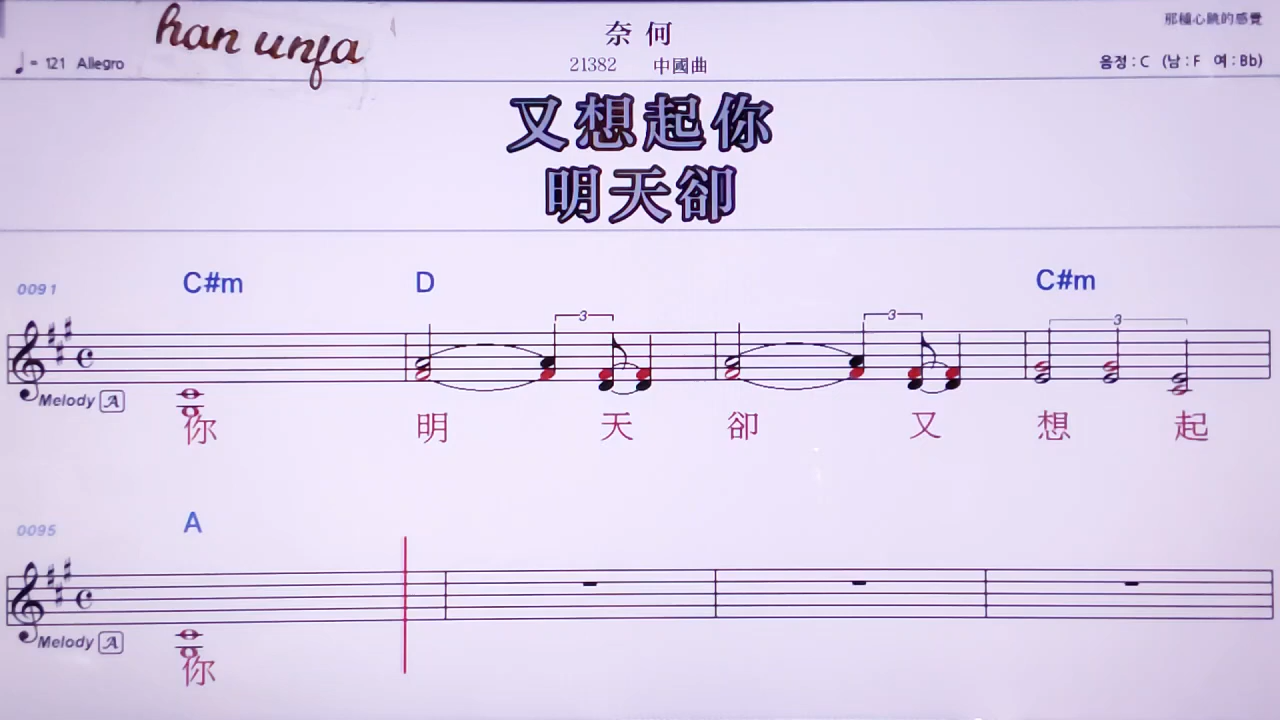 han unfa
奈何
那種心跳的感覺
♩= 121 Allegro
21382 中國曲
음정 : C (남 : F 여 : Bb)
又想起你
明天卻
0091 C#m D C#m
3 3 3
Melody A
你 明 天 卻 又 想 起
0095 A
Melody A
你